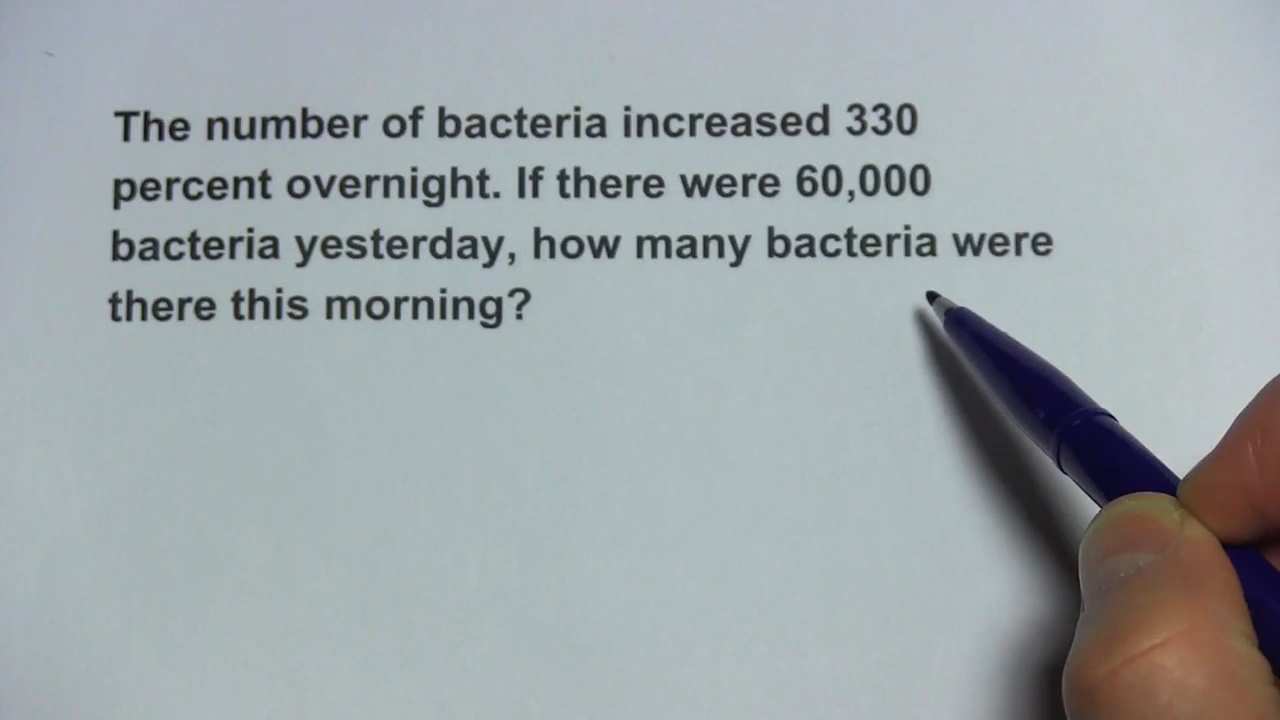 The number of bacteria increased 330
percent overnight. If there were 60,000
bacteria yesterday, how many bacteria were
there this morning?